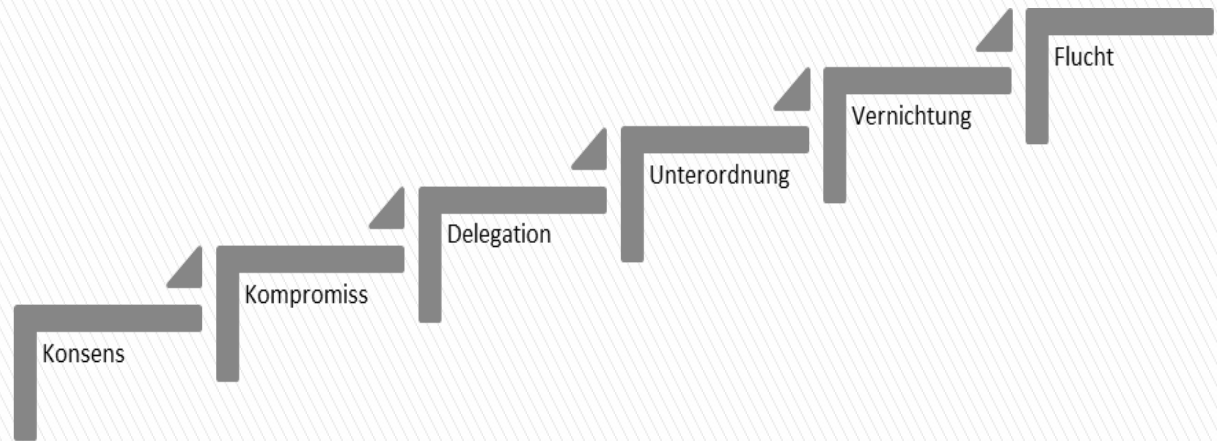 Flucht
Vernichtung
Unterordnung
Delegation
Kompromiss
Konsens